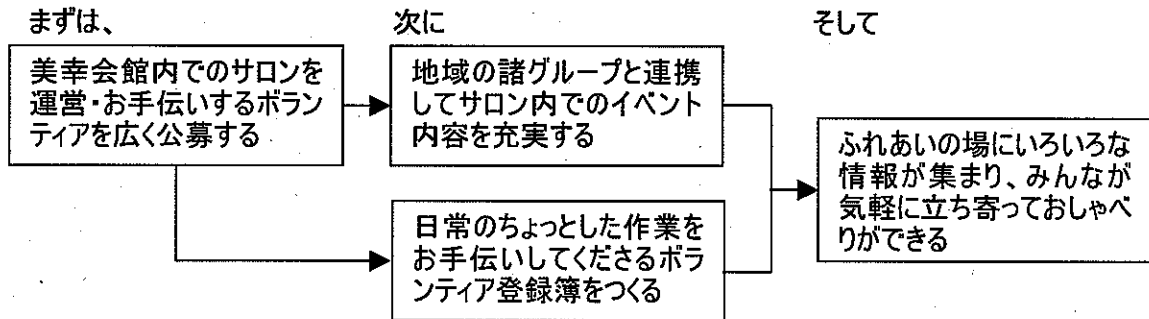 まずは、
美幸会館内でのサロンを
運営・お手伝いするボラン
ティアを広く公募する
次に
地域の諸グループと連携
してサロン内でのイベント
内容を充実する
日常のちょっとした作業を
お手伝いしてくださるボラ
ンティア登録簿をつくる
そして
ふれあいの場にいろいろな
情報が集まり、みんなが
気軽に立ち寄っておしゃべ
りができる